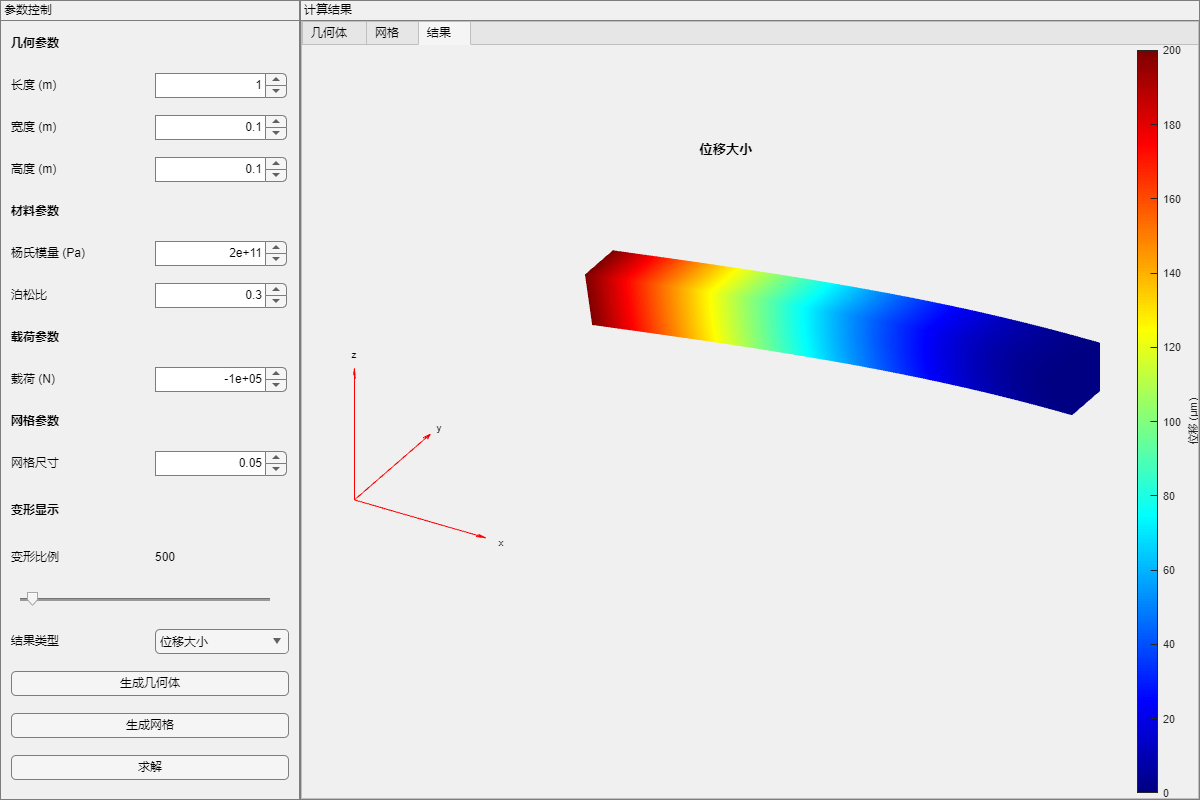 参数控制
几何参数
长度 (m) 1
宽度 (m) 0.1
高度 (m) 0.1
材料参数
杨氏模量 (Pa) 2e+11
泊松比 0.3
载荷参数
载荷 (N) -1e+05
网格参数
网格尺寸 0.05
变形显示
变形比例 500
结果类型 位移大小
生成几何体
生成网格
求解
计算结果
几何体 网格 结果
位移大小
z
y
x
200
180
160
140
120
100
80
60
40
20
0
位移 (μm)